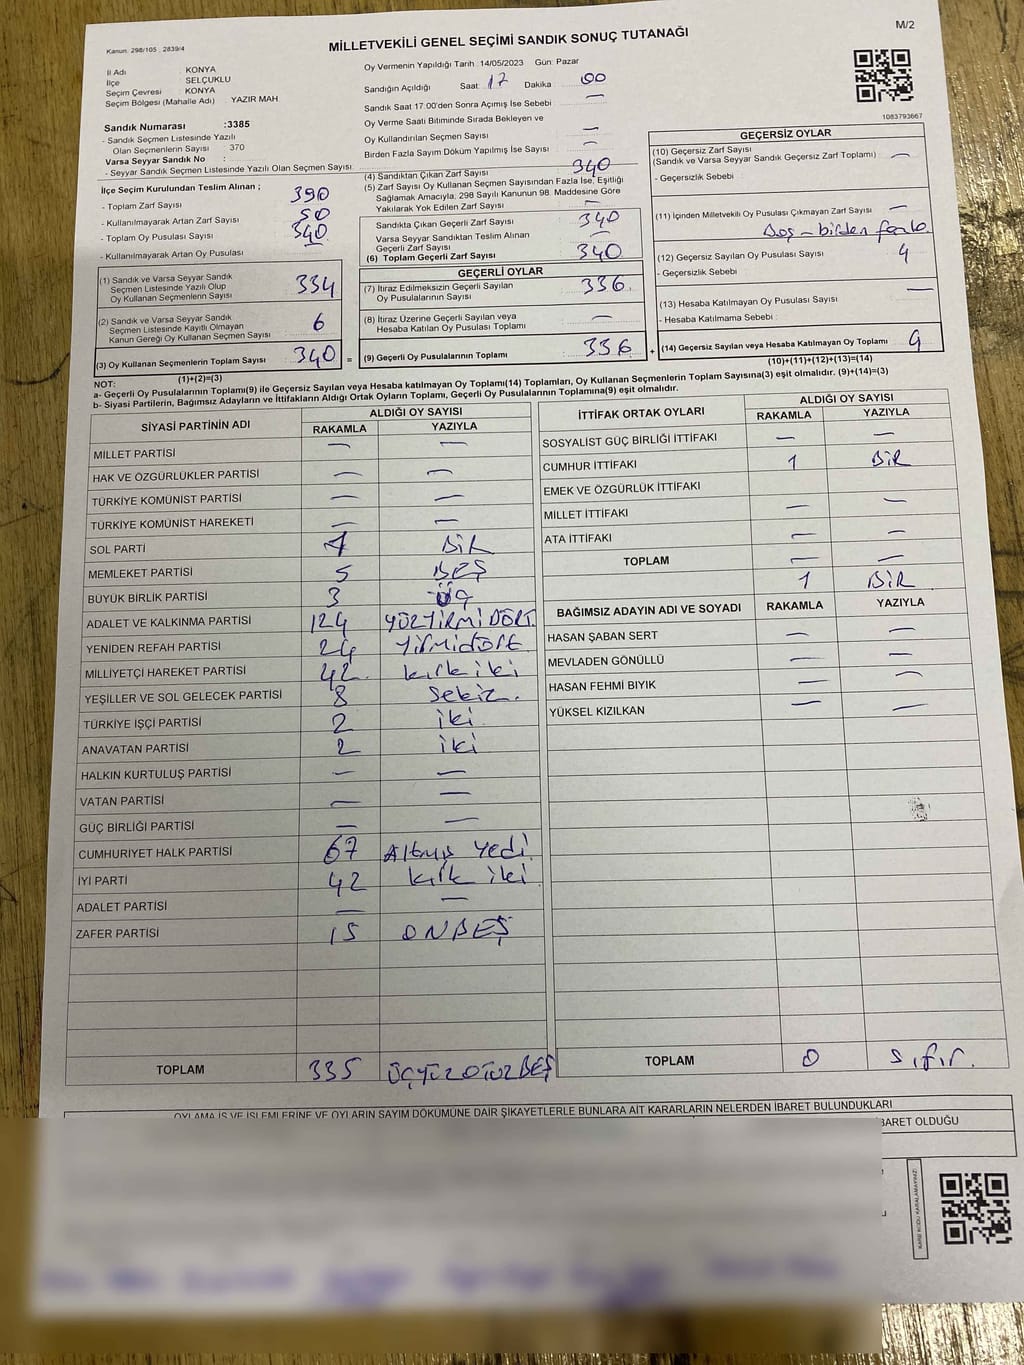 M/2
Kanun: 298/105 , 2839/4
MİLLETVEKİLİ GENEL SEÇİMİ SANDIK SONUÇ TUTANAĞI
İl Adı : KONYA
İlçe : SELÇUKLU
Seçim Çevresi : KONYA
Seçim Bölgesi (Mahalle Adı) : YAZIR MAH
Sandık Numarası :3385
- Sandık Seçmen Listesinde Yazılı
Olan Seçmenlerin Sayısı : 370
Varsa Seyyar Sandık No :
- Seyyar Sandık Seçmen Listesinde Yazılı Olan Seçmen Sayısı :
Oy Vermenin Yapıldığı Tarih :14/05/2023 Gün: Pazar
Sandığın Açıldığı Saat: 17 Dakika 00
Sandık Saat 17:00'den Sonra Açımış İse Sebebi —
Oy Verme Saati Bitiminde Sırada Bekleyen ve
Oy Kullandırılan Seçmen Sayısı —
Birden Fazla Sayım Döküm Yapılmış İse Sayısı —
1083793667
İlçe Seçim Kurulundan Teslim Alınan ;
- Toplam Zarf Sayısı 390
- Kullanılmayarak Artan Zarf Sayısı 50
- Toplam Oy Pusulası Sayısı 340
- Kullanılmayarak Artan Oy Pusulası —
(4) Sandıktan Çıkan Zarf Sayısı 340
(5) Zarf Sayısı Oy Kullanan Seçmen Sayısından Fazla İse, Eşitliği
Sağlamak Amacıyla; 298 Sayılı Kanunun 98. Maddesine Göre
Yakılarak Yok Edilen Zarf Sayısı —
Sandıkta Çıkan Geçerli Zarf Sayısı 340
Varsa Seyyar Sandıktan Teslim Alınan
Geçerli Zarf Sayısı —
(6) Toplam Geçerli Zarf Sayısı 340
GEÇERSİZ OYLAR
(10) Geçersiz Zarf Sayısı
(Sandık ve Varsa Seyyar Sandık Geçersiz Zarf Toplamı) —
- Geçersizlik Sebebi
(11) İçinden Milletvekili Oy Pusulası Çıkmayan Zarf Sayısı —
Boş - birden fazla.
(12) Geçersiz Sayılan Oy Pusulası Sayısı 4
- Geçersizlik Sebebi :
(13) Hesaba Katılmayan Oy Pusulası Sayısı —
- Hesaba Katılmama Sebebi :
(14) Geçersiz Sayılan veya Hesaba Katılmayan Oy Toplamı 4
(10)+(11)+(12)+(13)=(14)
(1) Sandık ve Varsa Seyyar Sandık
Seçmen Listesinde Yazılı Olup
Oy Kullanan Seçmenlerin Sayısı 334
(2) Sandık ve Varsa Seyyar Sandık
Seçmen Listesinde Kayıtlı Olmayan
Kanun Gereği Oy Kullanan Seçmen Sayısı 6
(3) Oy Kullanan Seçmenlerin Toplam Sayısı 340 =
(1)+(2)=(3)
GEÇERLİ OYLAR
(7) İtiraz Edilmeksizin Geçerli Sayılan
Oy Pusulalarının Sayısı 336.
(8) İtiraz Üzerine Geçerli Sayılan veya
Hesaba Katılan Oy Pusulası Toplamı —
(9) Geçerli Oy Pusulalarının Toplamı 336 +
NOT:
a- Geçerli Oy Pusulalarının Toplamı(9) ile Geçersiz Sayılan veya Hesaba katılmayan Oy Toplamı(14) Toplamları, Oy Kullanan Seçmenlerin Toplam Sayısına(3) eşit olmalıdır. (9)+(14)=(3)
b- Siyasi Partilerin, Bağımsız Adayların ve İttifakların Aldığı Ortak Oyların Toplamı, Geçerli Oy Pusulalarının Toplamına(9) eşit olmalıdır.
SİYASİ PARTİNİN ADI ALDIĞI OY SAYISI
RAKAMLA YAZIYLA
MİLLET PARTİSİ — —
HAK VE ÖZGÜRLÜKLER PARTİSİ — —
TÜRKİYE KOMÜNİST PARTİSİ — —
TÜRKİYE KOMÜNİST HAREKETİ — —
SOL PARTİ 1 BİR
MEMLEKET PARTİSİ 5 BEŞ
BÜYÜK BİRLİK PARTİSİ 3 ÜÇ
ADALET VE KALKINMA PARTİSİ 124 YÜZYİRMİDÖRT.
YENİDEN REFAH PARTİSİ 24 Yirmidört
MİLLİYETÇİ HAREKET PARTİSİ 42. kırk iki
YEŞİLLER VE SOL GELECEK PARTİSİ 8 Sekiz.
TÜRKİYE İŞÇİ PARTİSİ 2 iki
ANAVATAN PARTİSİ 2 iki
HALKIN KURTULUŞ PARTİSİ — —
VATAN PARTİSİ — —
GÜÇ BİRLİĞİ PARTİSİ — —
CUMHURİYET HALK PARTİSİ 67 Altmış Yedi.
İYİ PARTİ 42 kırk iki
ADALET PARTİSİ — —
ZAFER PARTİSİ 15 ONBEŞ
TOPLAM 335 ÜÇYÜZOTUZBEŞ
İTTİFAK ORTAK OYLARI ALDIĞI OY SAYISI
RAKAMLA YAZIYLA
SOSYALİST GÜÇ BİRLİĞİ İTTİFAKI — —
CUMHUR İTTİFAKI 1 BİR
EMEK VE ÖZGÜRLÜK İTTİFAKI
MİLLET İTTİFAKI — —
ATA İTTİFAKI — —
TOPLAM — —
1 BİR
BAĞIMSIZ ADAYIN ADI VE SOYADI RAKAMLA YAZIYLA
HASAN ŞABAN SERT — —
MEVLADEN GÖNÜLLÜ — —
HASAN FEHMİ BIYIK — —
YÜKSEL KIZILKAN — —
TOPLAM 0 Sıfır.
OYLAMA İŞ VE İŞLEMLERİNE VE OYLARIN SAYIM DÖKÜMÜNE DAİR ŞİKAYETLERLE BUNLARA AİT KARARLARIN NELERDEN İBARET BULUNDUKLARI
BARET OLDUĞU
KARE KODU KARALAMAYINIZ!